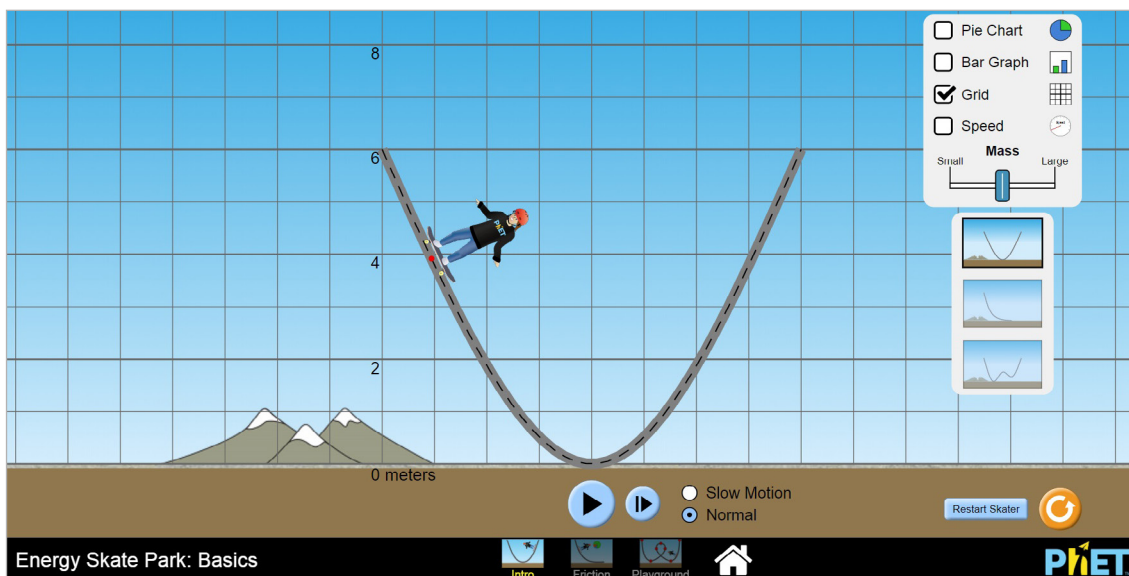 8
6
4
2
0 meters
Pie Chart
Bar Graph
Grid
Speed
Mass
Small Large
PhET
Slow Motion
Normal
Restart Skater
Energy Skate Park: Basics
Intro Friction Playground
PhET